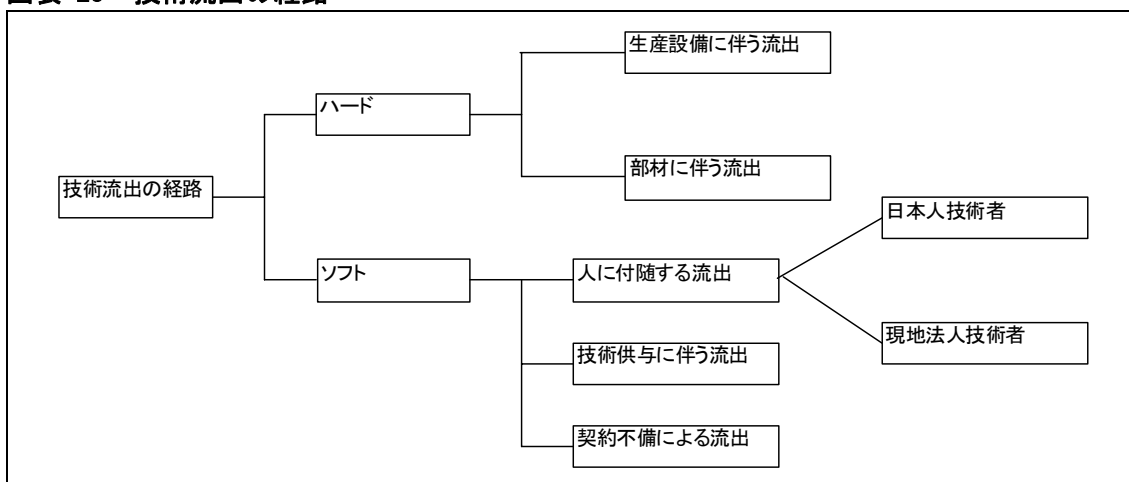 技術流出の経路
ハード
生産設備に伴う流出
部材に伴う流出
ソフト
人に付随する流出
日本人技術者
現地法人技術者
技術供与に伴う流出
契約不備による流出